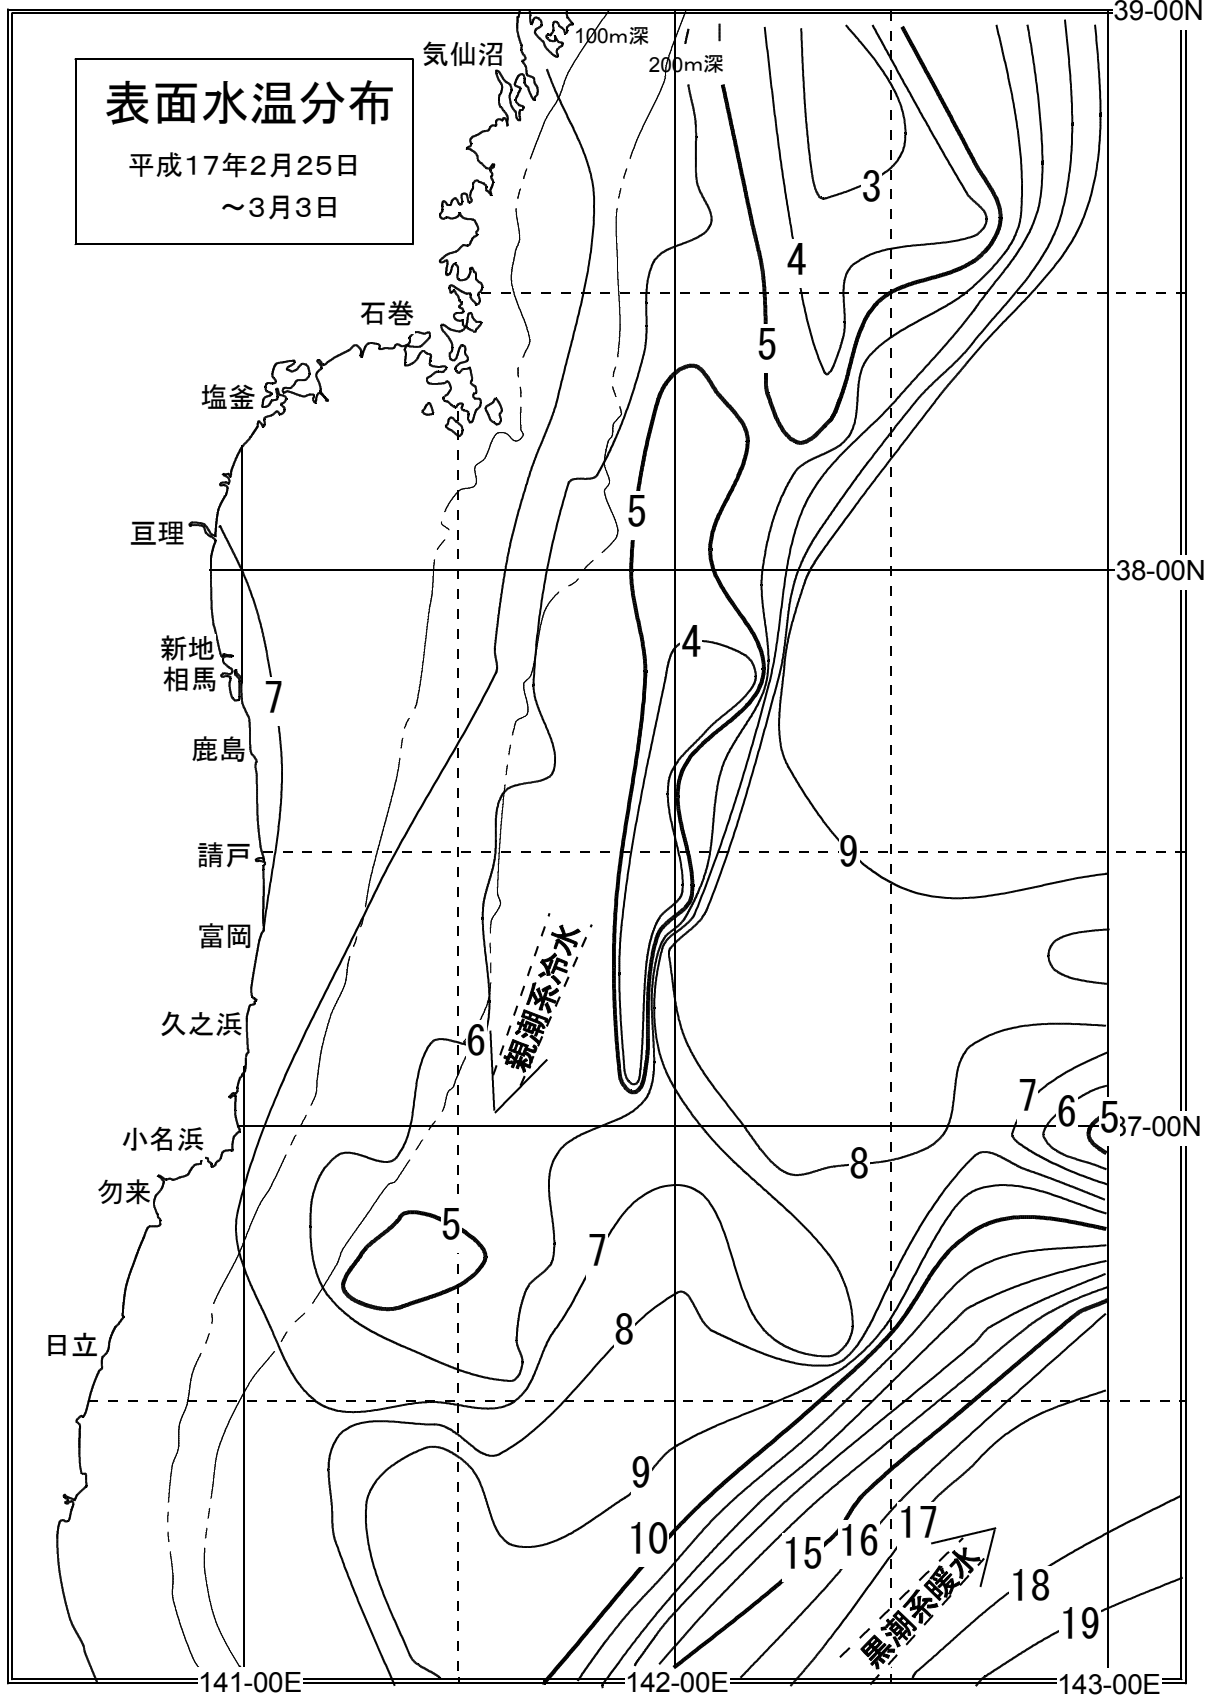 39-00N
100m深
気仙沼
200m深
表面水温分布
平成17年2月25日
～3月3日
3
4
石巻
5
塩釜
5
亘理
38-00N
新地
4
相馬
7
鹿島
請戸
9
富岡
親潮系冷水
久之浜
6
7
6
5
37-00N
小名浜
8
勿来
5
7
8
日立
9
10
15
16
17
黒潮系暖水
18
19
141-00E
142-00E
143-00E